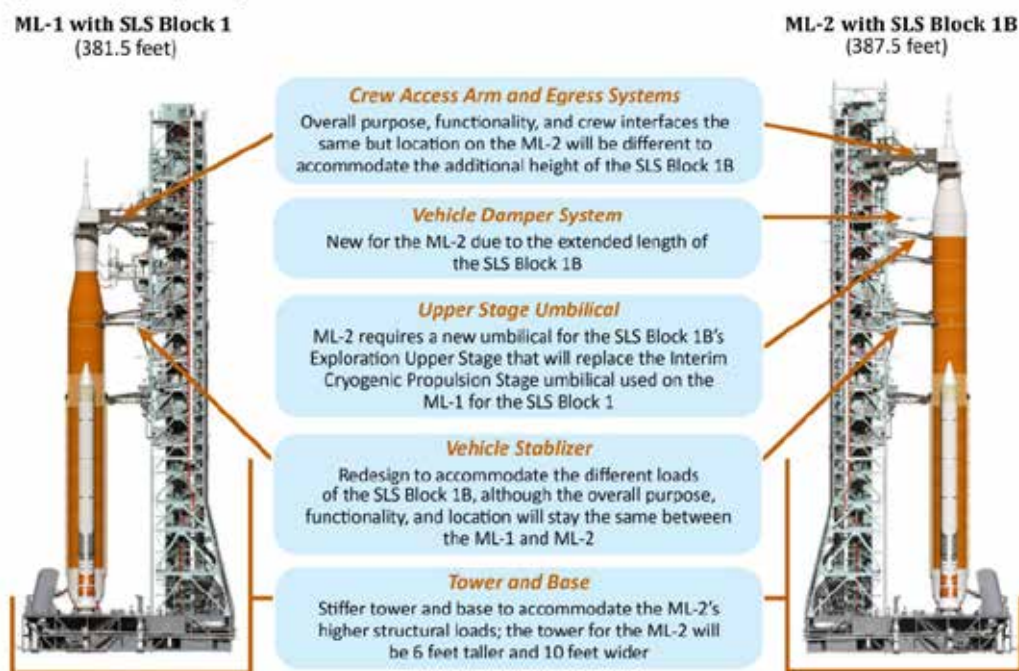 ML-1 with SLS Block 1
(381.5 feet)
ML-2 with SLS Block 1B
(387.5 feet)
Crew Access Arm and Egress Systems
Overall purpose, functionality, and crew interfaces the
same but location on the ML-2 will be different to
accommodate the additional height of the SLS Block 1B
Vehicle Damper System
New for the ML-2 due to the extended length of
the SLS Block 1B
Upper Stage Umbilical
ML-2 requires a new umbilical for the SLS Block 1B's
Exploration Upper Stage that will replace the Interim
Cryogenic Propulsion Stage umbilical used on the
ML-1 for the SLS Block 1
Vehicle Stablizer
Redesign to accommodate the different loads
of the SLS Block 1B, although the overall purpose,
functionality, and location will stay the same between
the ML-1 and ML-2
Tower and Base
Stiffer tower and base to accommodate the ML-2's
higher structural loads; the tower for the ML-2 will
be 6 feet taller and 10 feet wider